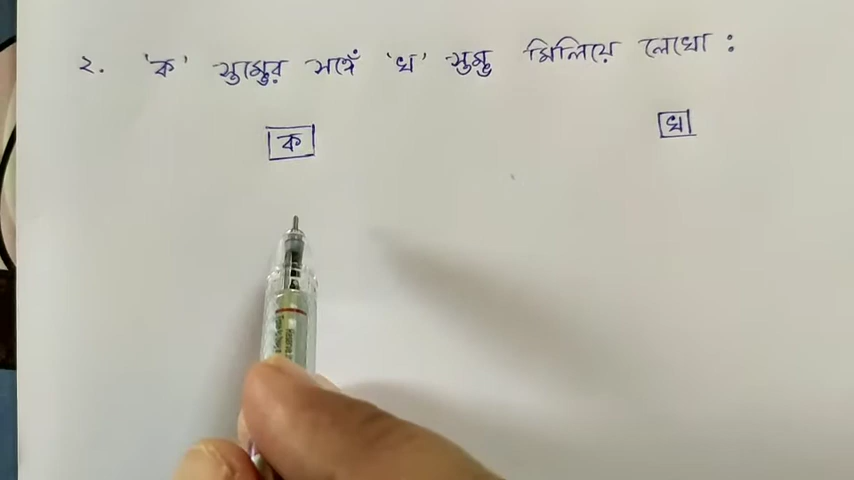 ২. 'ক' স্তম্ভের সঙ্গে 'খ' স্তম্ভ মিলিয়ে লেখো :
ক খ